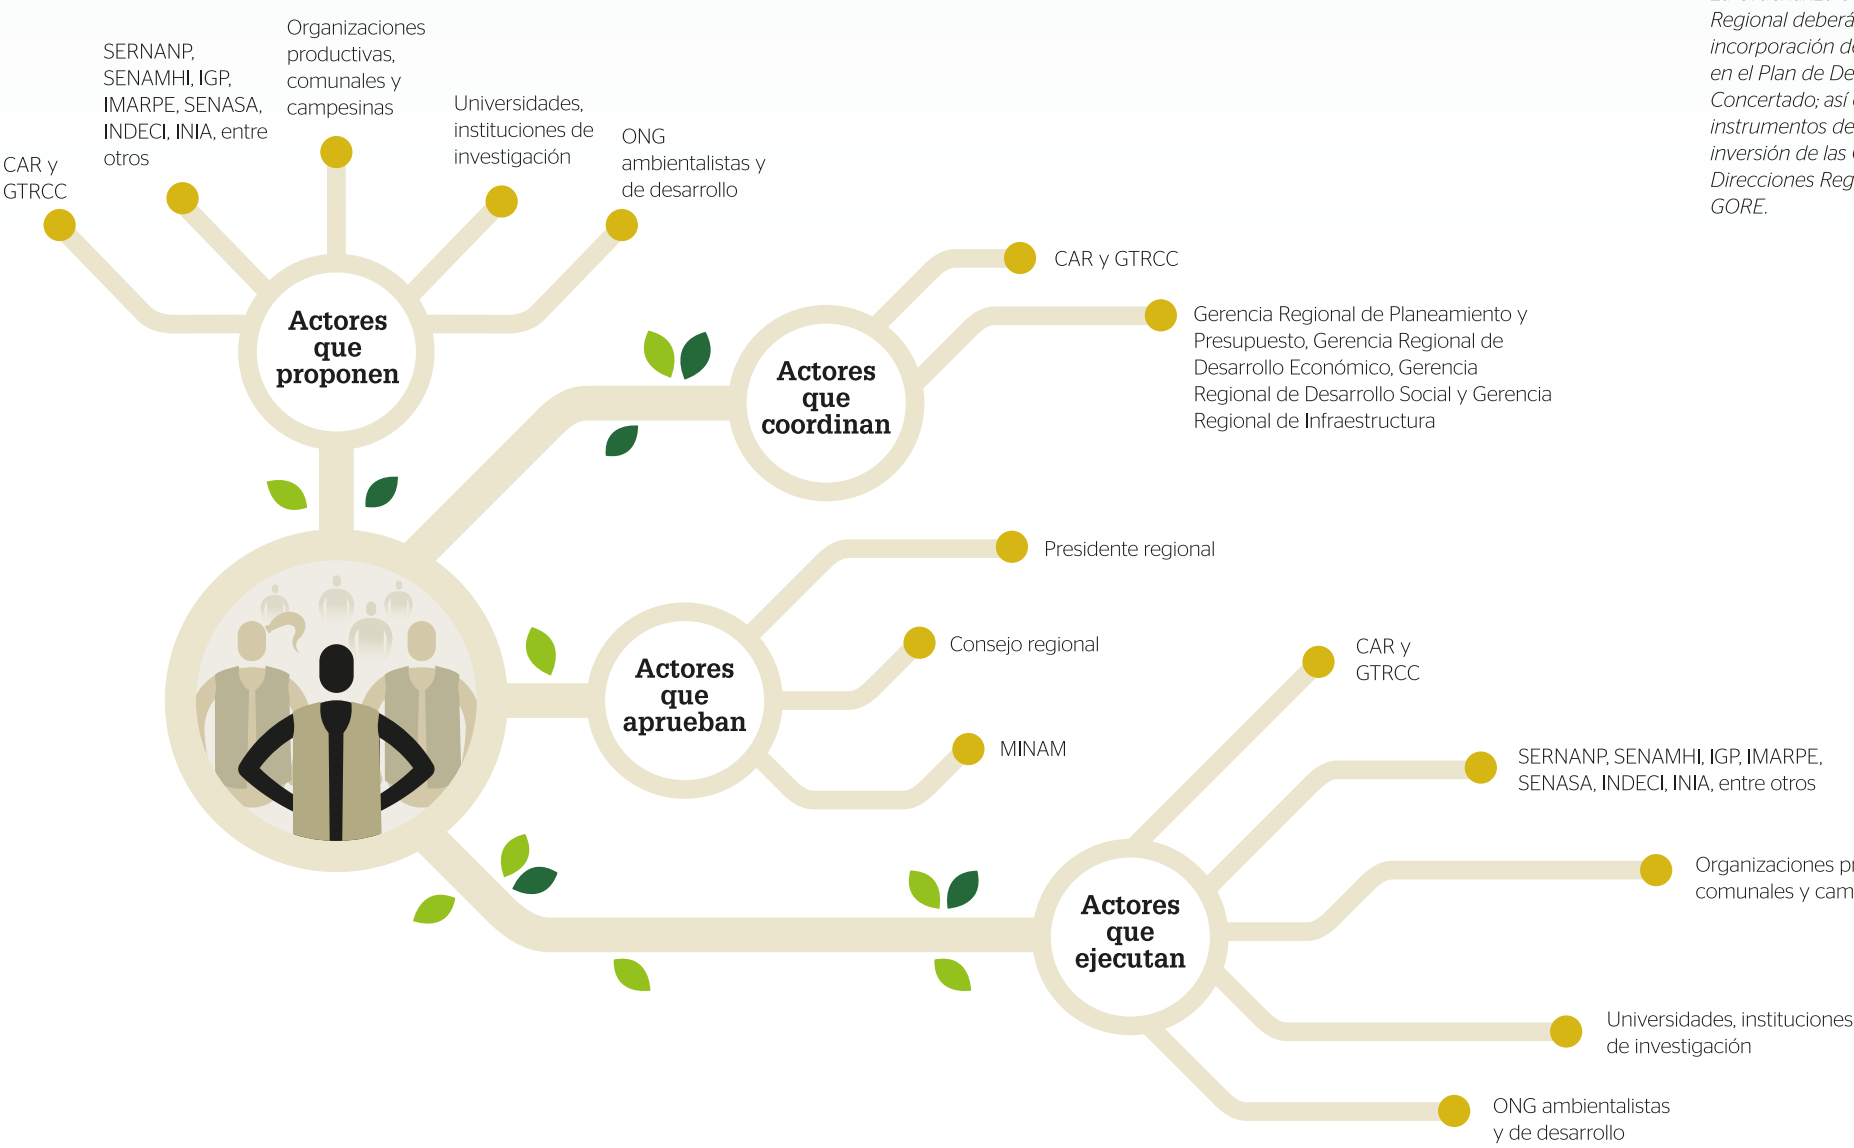 Organizaciones
productivas,
comunales y
campesinas
SERNANP,
SENAMHI, IGP,
IMARPE, SENASA,
INDECI, INIA, entre
otros
Universidades,
instituciones de
investigación
ONG
ambientalistas y
de desarrollo
CAR y
GTRCC
Regional deberá
incorporación de
en el Plan de
Concertado; así
instrumentos de
inversión de las
Direcciones
GORE.
Actores
que
proponen
CAR y GTRCC
Gerencia Regional de Planeamiento y
Presupuesto, Gerencia Regional de
Desarrollo Económico, Gerencia
Regional de Desarrollo Social y Gerencia
Regional de Infraestructura
Actores
que
coordinan
Presidente regional
Consejo regional
MINAM
Actores
que
aprueban
CAR y
GTRCC
SERNANP, SENAMHI, IGP, IMARPE,
SENASA, INDECI, INIA, entre otros
Organizaciones
comunales y
Actores
que
ejecutan
Universidades, instituciones
de investigación
ONG ambientalistas
y de desarrollo